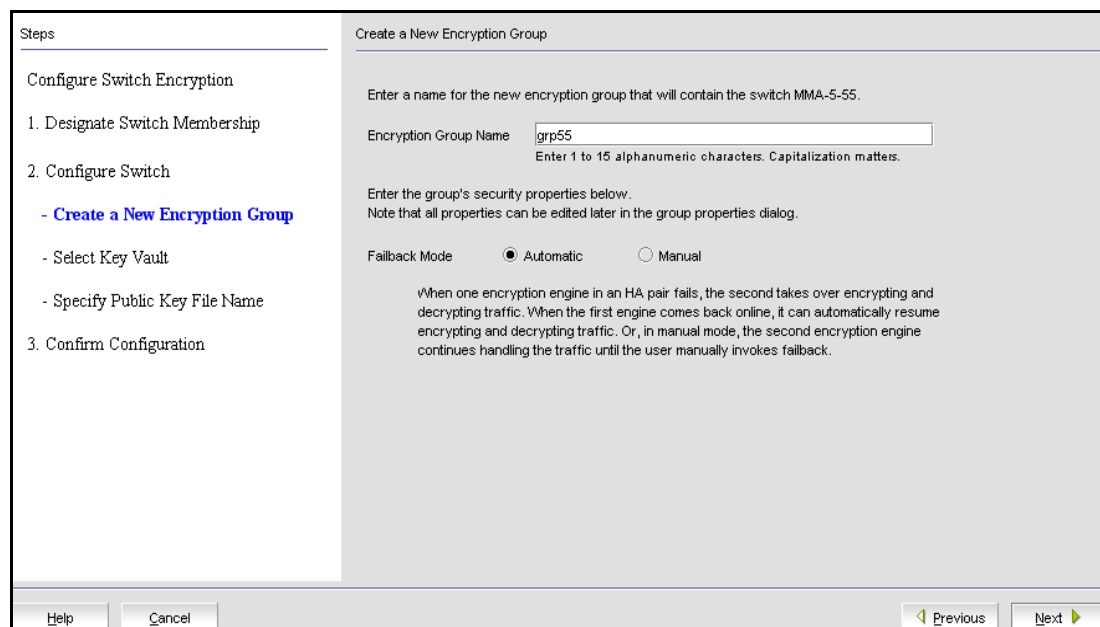 Steps
Configure Switch Encryption
1. Designate Switch Membership
2. Configure Switch
- Create a New Encryption Group
- Select Key Vault
- Specify Public Key File Name
3. Confirm Configuration
Create a New Encryption Group
Enter a name for the new encryption group that will contain the switch MMA-5-55.
Encryption Group Name grp55
Enter 1 to 15 alphanumeric characters. Capitalization matters.
Enter the group's security properties below.
Note that all properties can be edited later in the group properties dialog.
Failback Mode Automatic Manual
When one encryption engine in an HA pair fails, the second takes over encrypting and
decrypting traffic. When the first engine comes back online, it can automatically resume
encrypting and decrypting traffic. Or, in manual mode, the second encryption engine
continues handling the traffic until the user manually invokes failback.
Help Cancel Previous Next